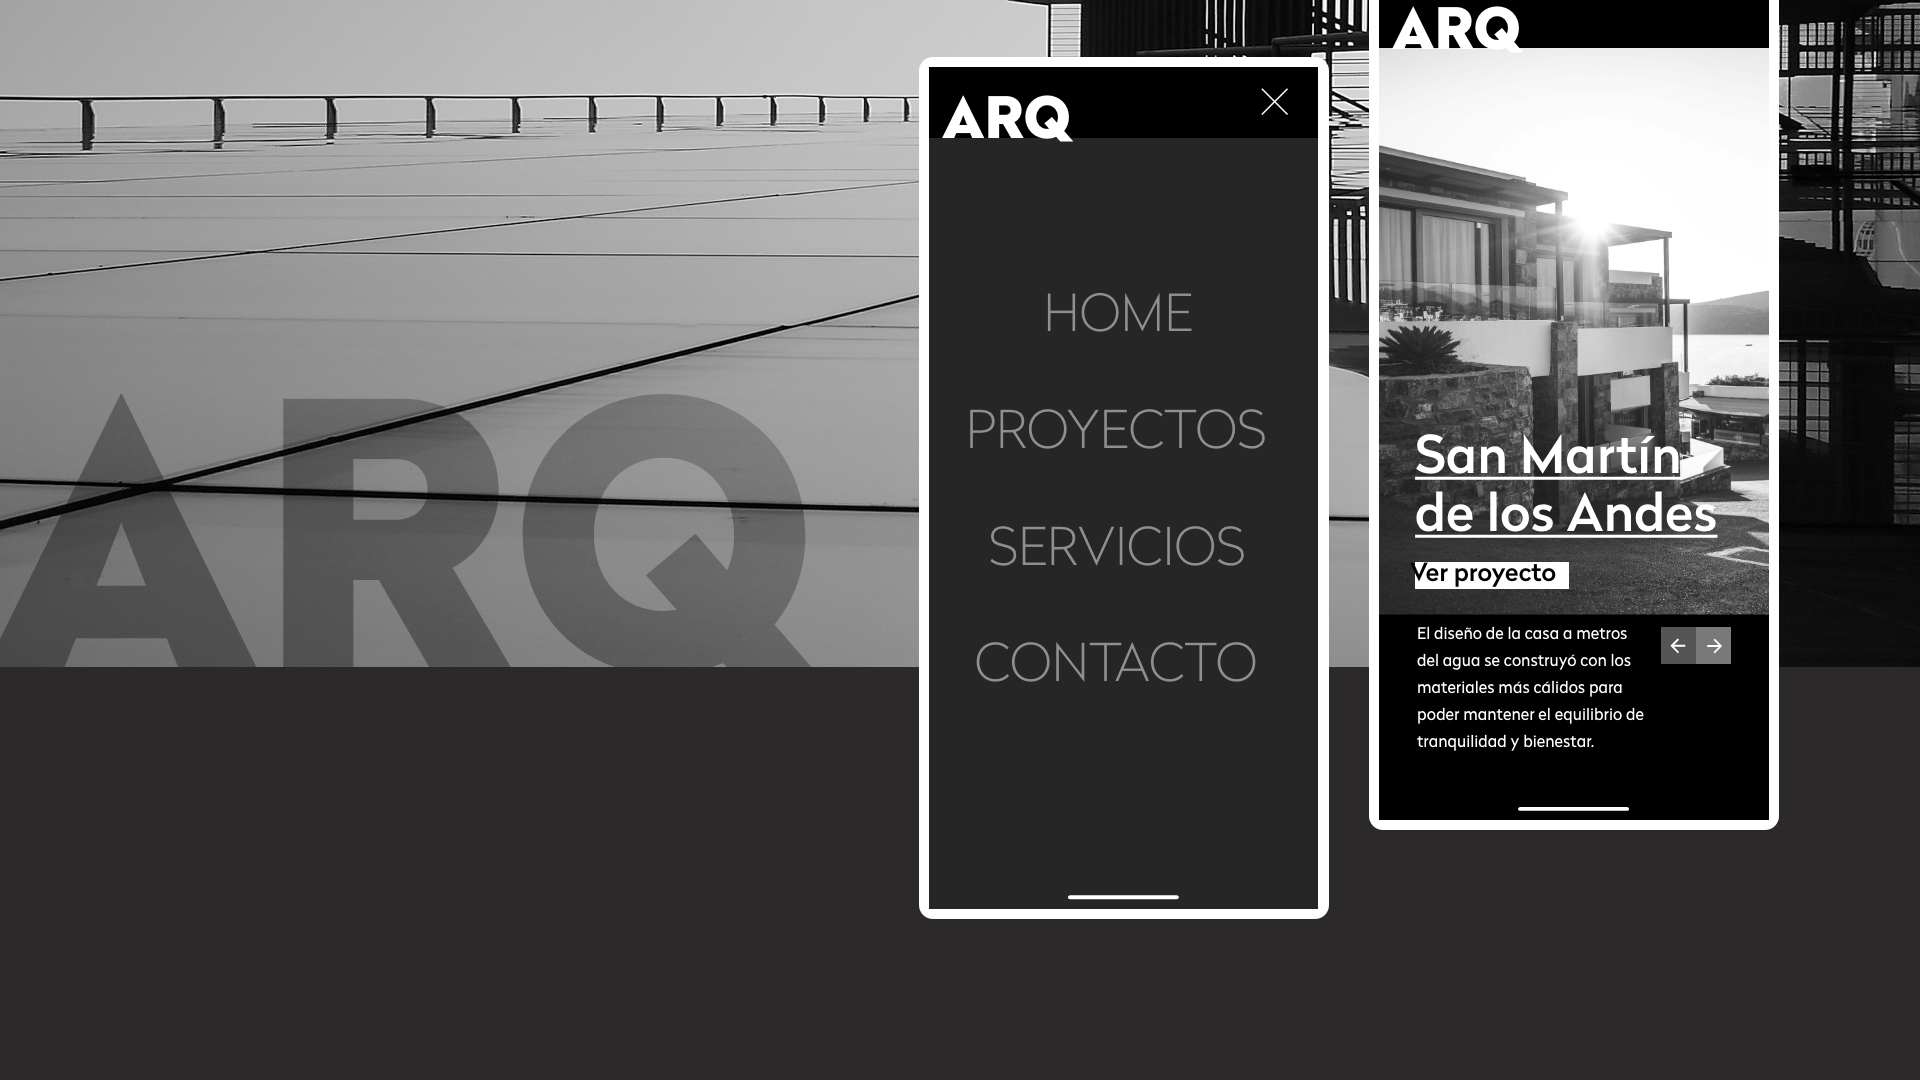 ARQ
ARQ
HOME
PROYECTOS
SERVICIOS
CONTACTO
ARQ
San Martín
de los Andes
Ver proyecto
El diseño de la casa a metros
del agua se construyó con los
materiales más cálidos para
poder mantener el equilibrio de
tranquilidad y bienestar.